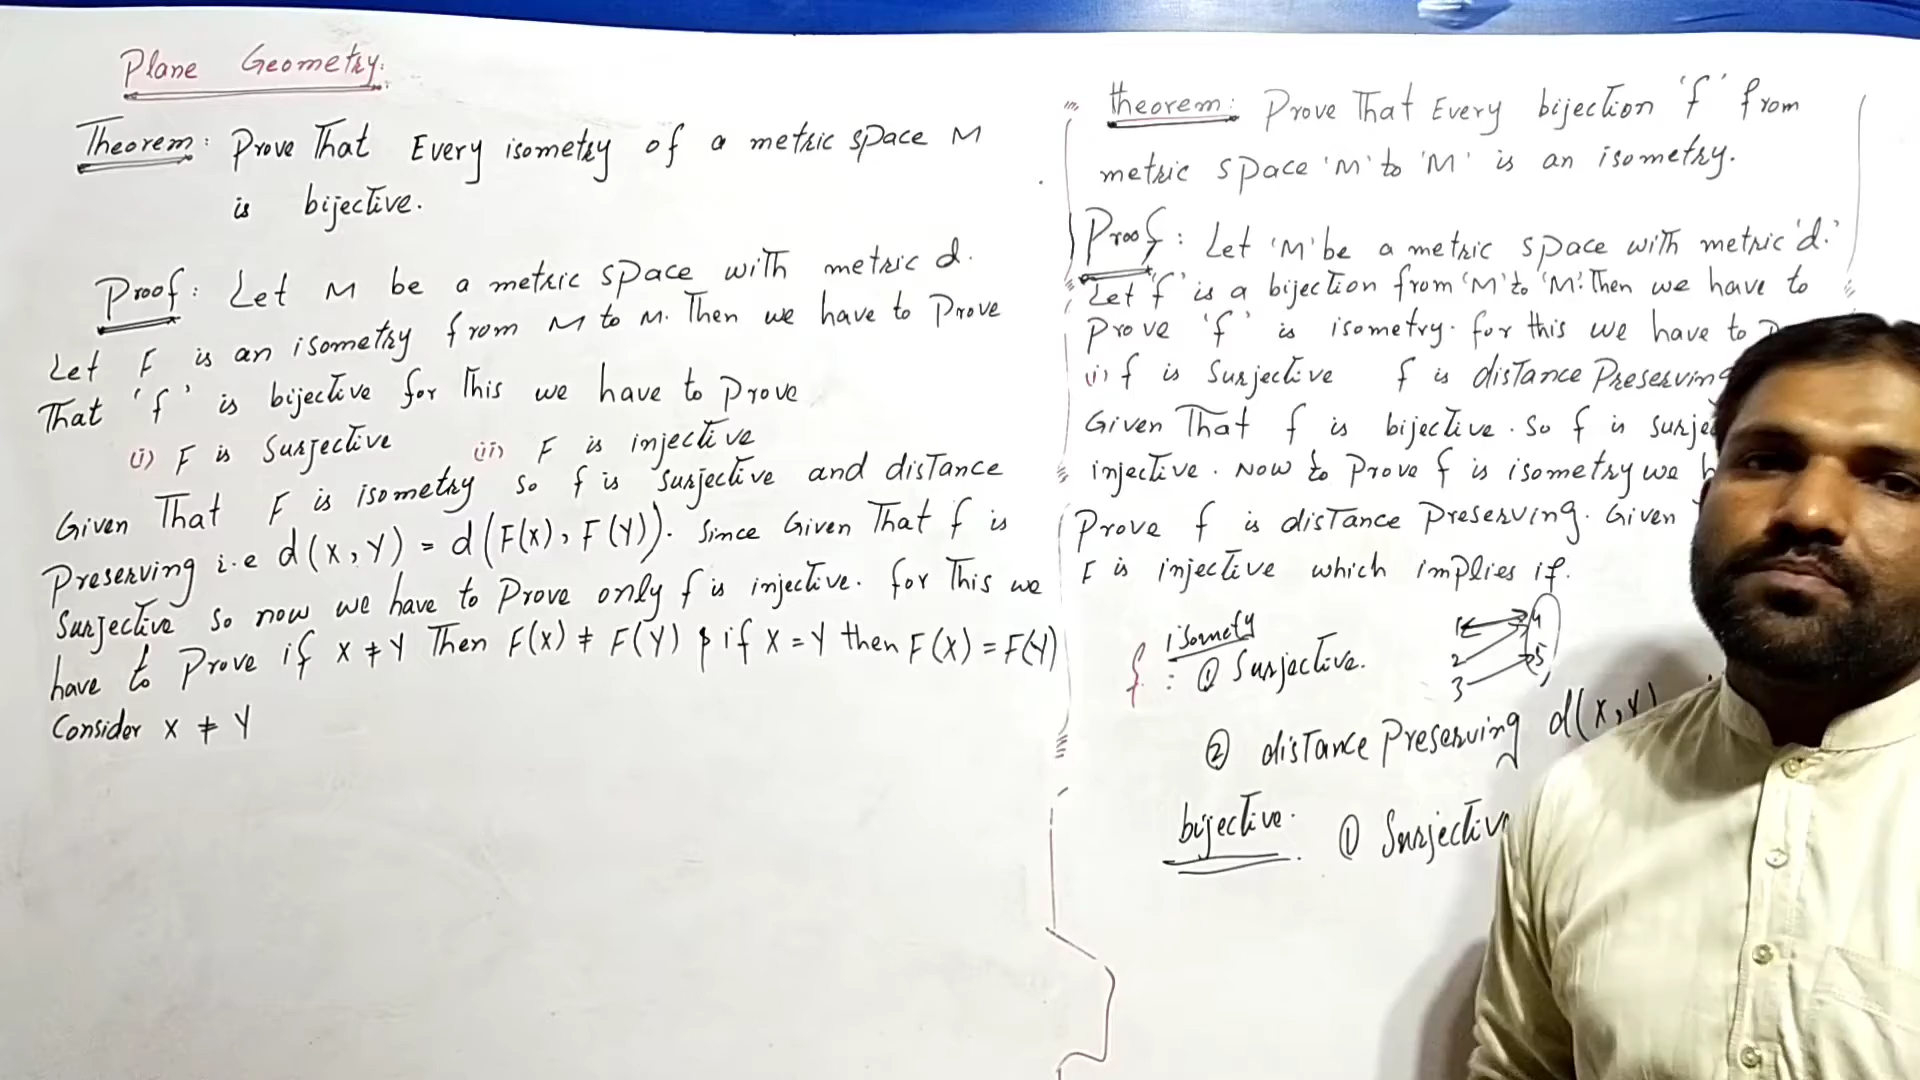 Plane Geometry:
Theorem: Prove That Every isometry of a metric space M
is bijective.
Proof: Let M be a metric space with metric d.
Let F is an isometry from M to M. Then we have to Prove
That 'f' is bijective for This we have to Prove
(i) F is Surjective (ii) F is injective
Given That F is isometry so f is surjective and distance
Preserving i.e d(x, y) = d(F(x), F(Y)). Since Given That f is
Surjective so now we have to Prove only f is injective. for This we
have to Prove if x ≠ y Then F(x) ≠ F(Y) & if x = y then F(x) = F(Y)
Consider x ≠ y
theorem: Prove That Every bijection 'f' from
metric space 'M' to 'M' is an isometry.
Proof: Let 'M' be a metric space with metric 'd.'
Let 'f' is a bijection from 'M' to 'M'. Then we have to
Prove 'f' is isometry. for this we have to
(i) f is Surjective f is distance Preserving
Given That f is bijective. So f is surje
injective. Now to Prove f is isometry we h
Prove f is distance Preserving. Given
F is injective which implies if.
isomety
f : ① Surjective.
1 4
2 5
3
② distance Preserving d(x, y)
bijective. ① Surjectiv